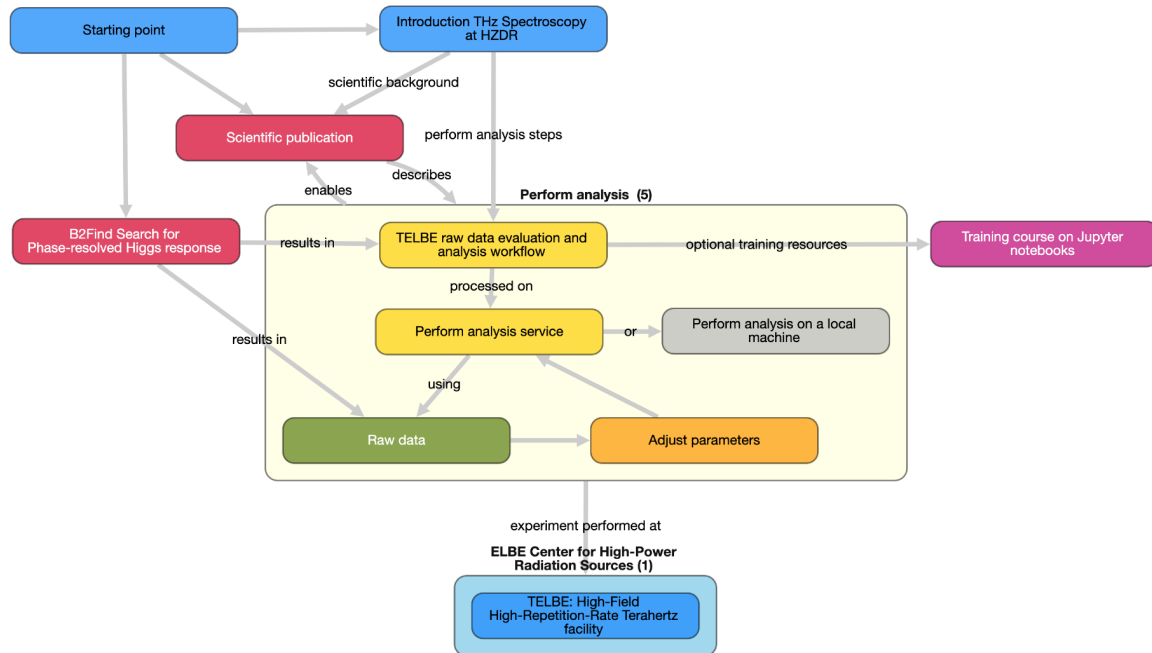 Starting point
Introduction THz Spectroscopy
at HZDR
scientific background
Scientific publication
perform analysis steps
enables
describes
Perform analysis  (5)
B2Find Search for
Phase-resolved Higgs response
results in
TELBE raw data evaluation and
analysis workflow
optional training resources
Training course on Jupyter
notebooks
processed on
Perform analysis service
or
Perform analysis on a local
machine
results in
using
Raw data
Adjust parameters
experiment performed at
ELBE Center for High-Power
Radiation Sources (1)
TELBE: High-Field
High-Repetition-Rate Terahertz
facility